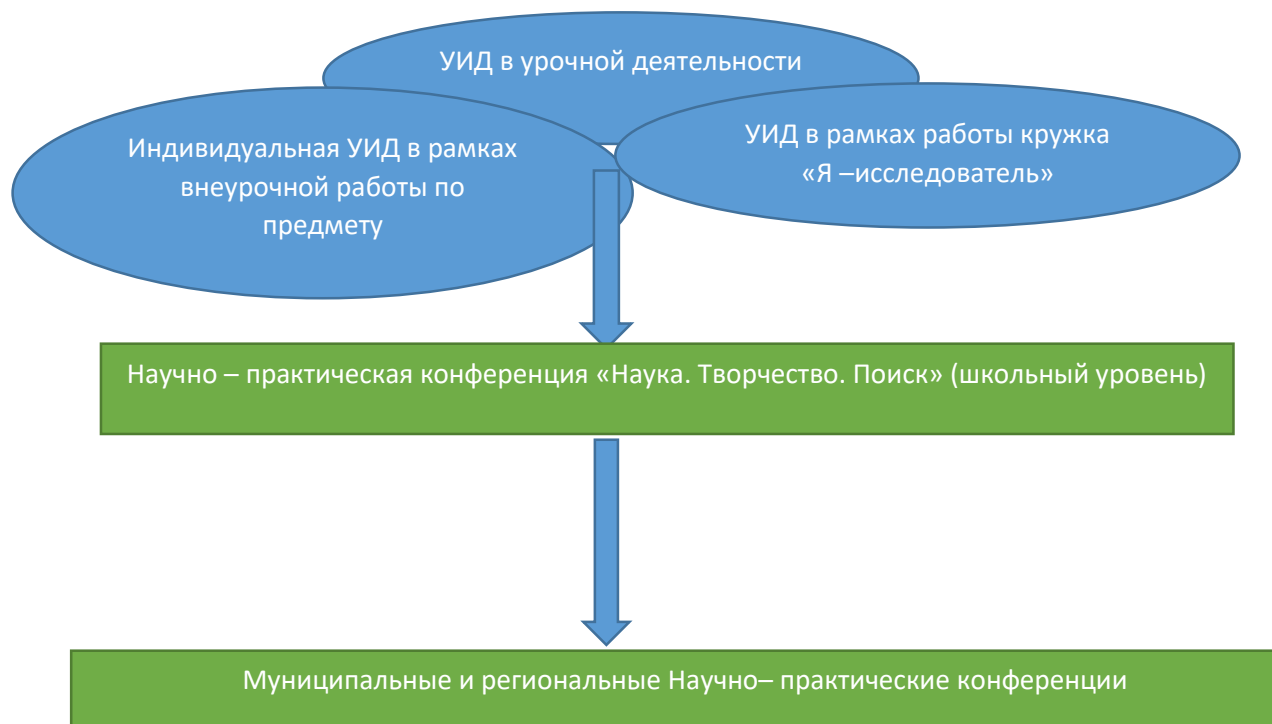 УИД в урочной деятельности
Индивидуальная УИД в рамках
внеурочной работы по
предмету
УИД в рамках работы кружка
«Я –исследователь»
Научно – практическая конференция «Наука. Творчество. Поиск» (школьный уровень)
Муниципальные и региональные Научно– практические конференции